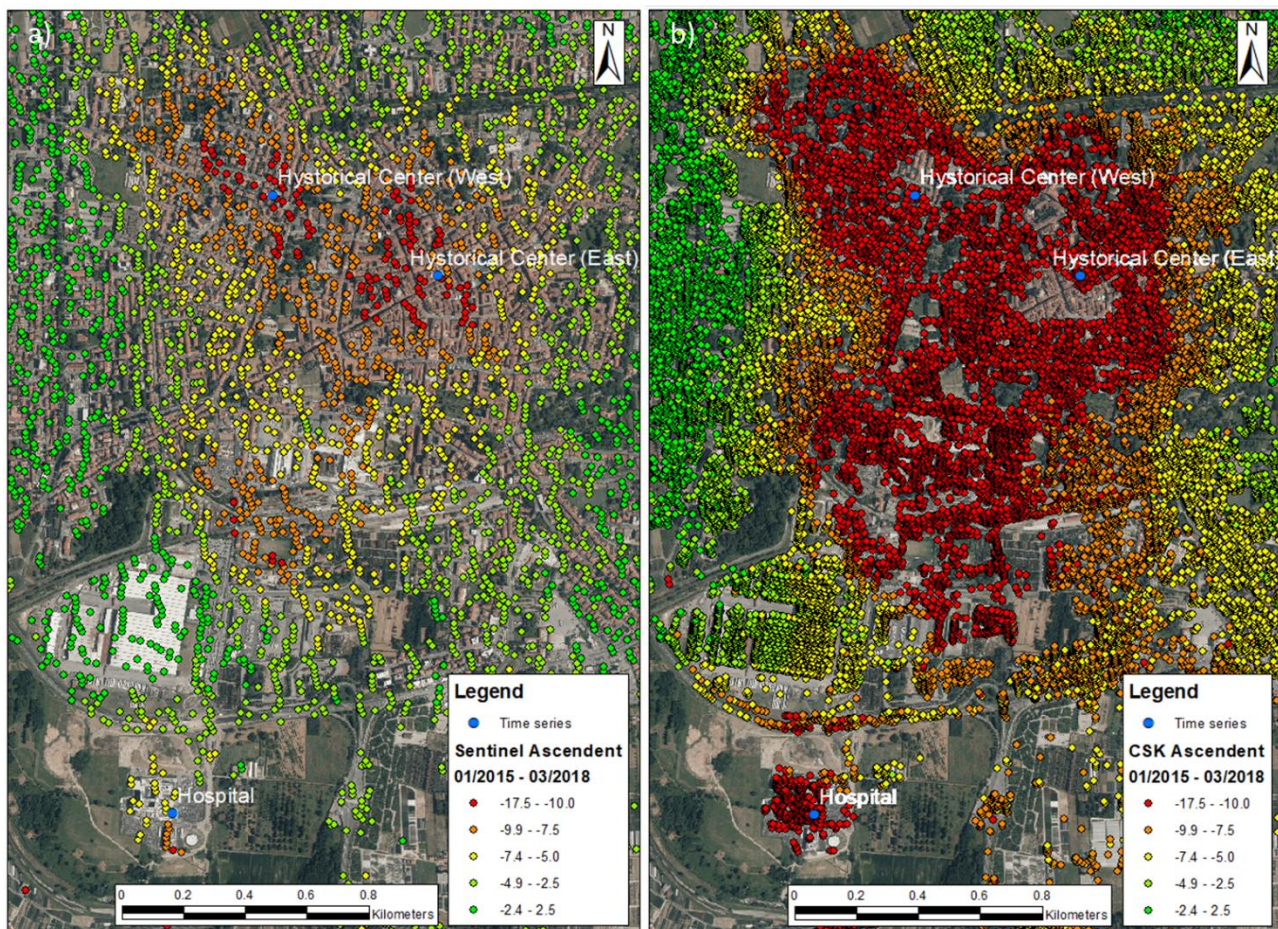 a)
N
Hystorical Center (West)
Hystorical Center (East)
Hospital
Legend
Time series
Sentinel Ascendent
01/2015 - 03/2018
-17.5 - -10.0
-9.9 - -7.5
-7.4 - -5.0
-4.9 - -2.5
-2.4 - 2.5
0 0.2 0.4 0.6 0.8
Kilometers
b)
N
Hystorical Center (West)
Hystorical Center (East)
Hospital
Legend
Time series
CSK Ascendent
01/2015 - 03/2018
-17.5 - -10.0
-9.9 - -7.5
-7.4 - -5.0
-4.9 - -2.5
-2.4 - 2.5
0 0.2 0.4 0.6 0.8
Kilometers